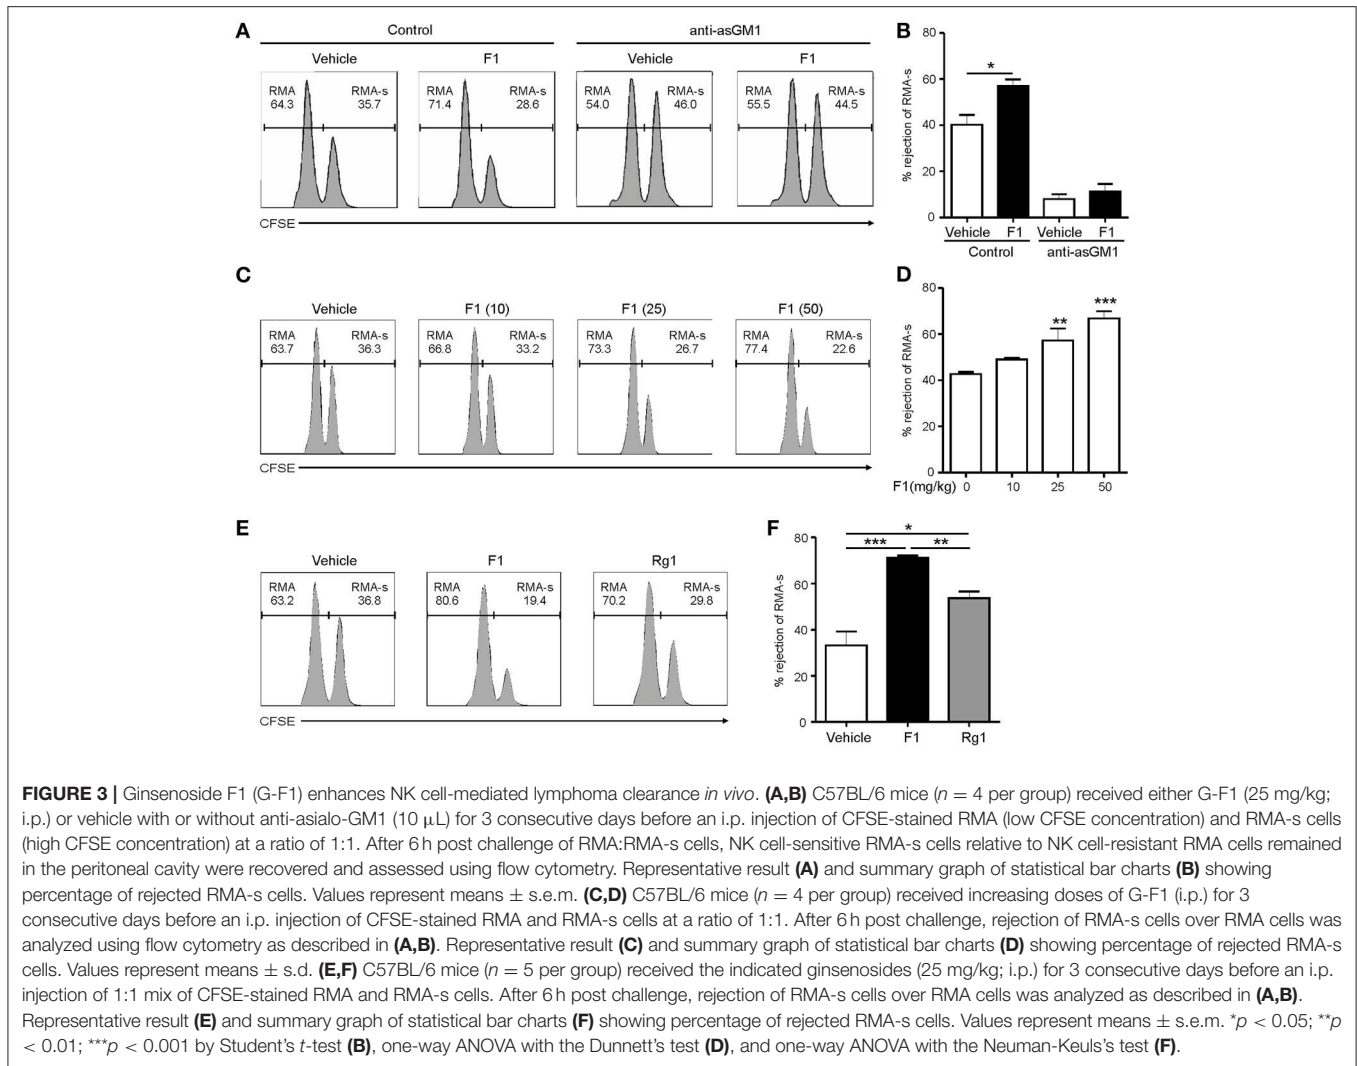 A
Control
anti-asGM1
Vehicle
F1
Vehicle
F1
RMA RMA-s
64.3 35.7
RMA RMA-s
71.4 28.6
RMA RMA-s
54.0 46.0
RMA RMA-s
55.5 44.5
CFSE
B
% rejection of RMA-s
80
60
40
20
0
*
Vehicle F1 Vehicle F1
Control anti-asGM1
C
Vehicle
F1 (10)
F1 (25)
F1 (50)
RMA RMA-s
63.7 36.3
RMA RMA-s
66.8 33.2
RMA RMA-s
73.3 26.7
RMA RMA-s
77.4 22.6
CFSE
D
% rejection of RMA-s
80
60
40
20
0
**
***
F1(mg/kg) 0 10 25 50
E
Vehicle
F1
Rg1
RMA RMA-s
63.2 36.8
RMA RMA-s
80.6 19.4
RMA RMA-s
70.2 29.8
CFSE
F
% rejection of RMA-s
80
60
40
20
0
*
*** **
Vehicle F1 Rg1
FIGURE 3 | Ginsenoside F1 (G-F1) enhances NK cell-mediated lymphoma clearance in vivo. (A,B) C57BL/6 mice (n = 4 per group) received either G-F1 (25 mg/kg;
i.p.) or vehicle with or without anti-asialo-GM1 (10 μL) for 3 consecutive days before an i.p. injection of CFSE-stained RMA (low CFSE concentration) and RMA-s cells
(high CFSE concentration) at a ratio of 1:1. After 6 h post challenge of RMA:RMA-s cells, NK cell-sensitive RMA-s cells relative to NK cell-resistant RMA cells remained
in the peritoneal cavity were recovered and assessed using flow cytometry. Representative result (A) and summary graph of statistical bar charts (B) showing
percentage of rejected RMA-s cells. Values represent means ± s.e.m. (C,D) C57BL/6 mice (n = 4 per group) received increasing doses of G-F1 (i.p.) for 3
consecutive days before an i.p. injection of CFSE-stained RMA and RMA-s cells at a ratio of 1:1. After 6 h post challenge, rejection of RMA-s cells over RMA cells was
analyzed using flow cytometry as described in (A,B). Representative result (C) and summary graph of statistical bar charts (D) showing percentage of rejected RMA-s
cells. Values represent means ± s.d. (E,F) C57BL/6 mice (n = 5 per group) received the indicated ginsenosides (25 mg/kg; i.p.) for 3 consecutive days before an i.p.
injection of 1:1 mix of CFSE-stained RMA and RMA-s cells. After 6 h post challenge, rejection of RMA-s cells over RMA cells was analyzed as described in (A,B).
Representative result (E) and summary graph of statistical bar charts (F) showing percentage of rejected RMA-s cells. Values represent means ± s.e.m. *p < 0.05; **p
< 0.01; ***p < 0.001 by Student's t-test (B), one-way ANOVA with the Dunnett's test (D), and one-way ANOVA with the Neuman-Keuls's test (F).